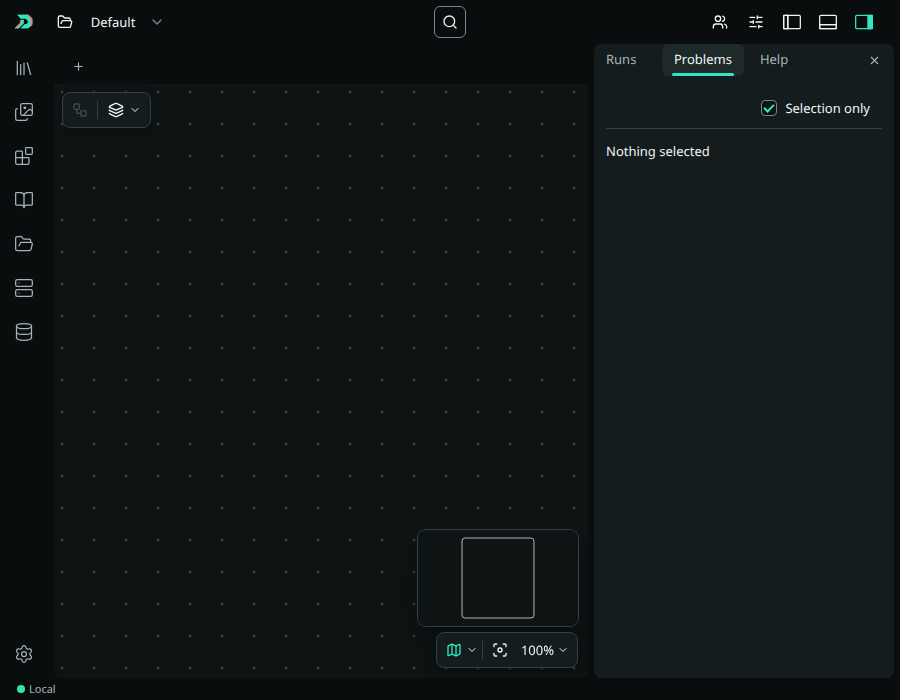 Default
Runs
Problems
Help
Selection only
Nothing selected
100%
Local